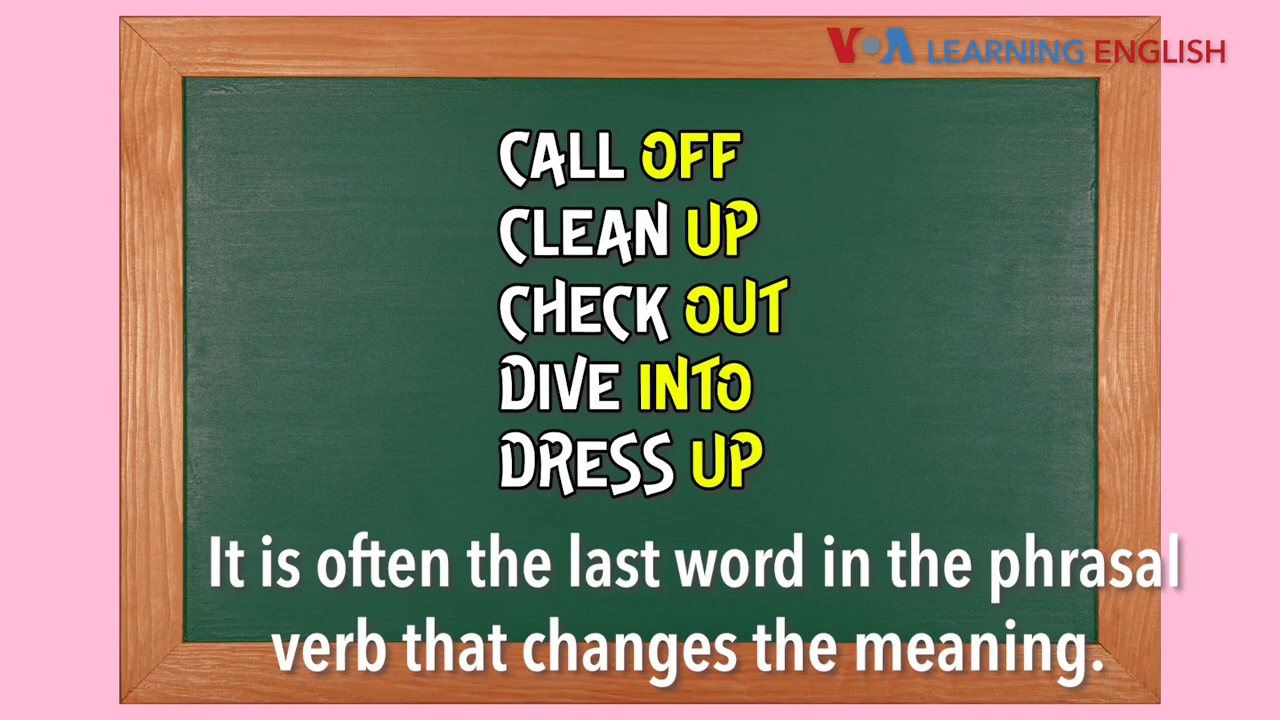 VOA LEARNING ENGLISH
CALL OFF
CLEAN UP
CHECK OUT
DIVE INTO
DRESS UP
It is often the last word in the phrasal
verb that changes the meaning.